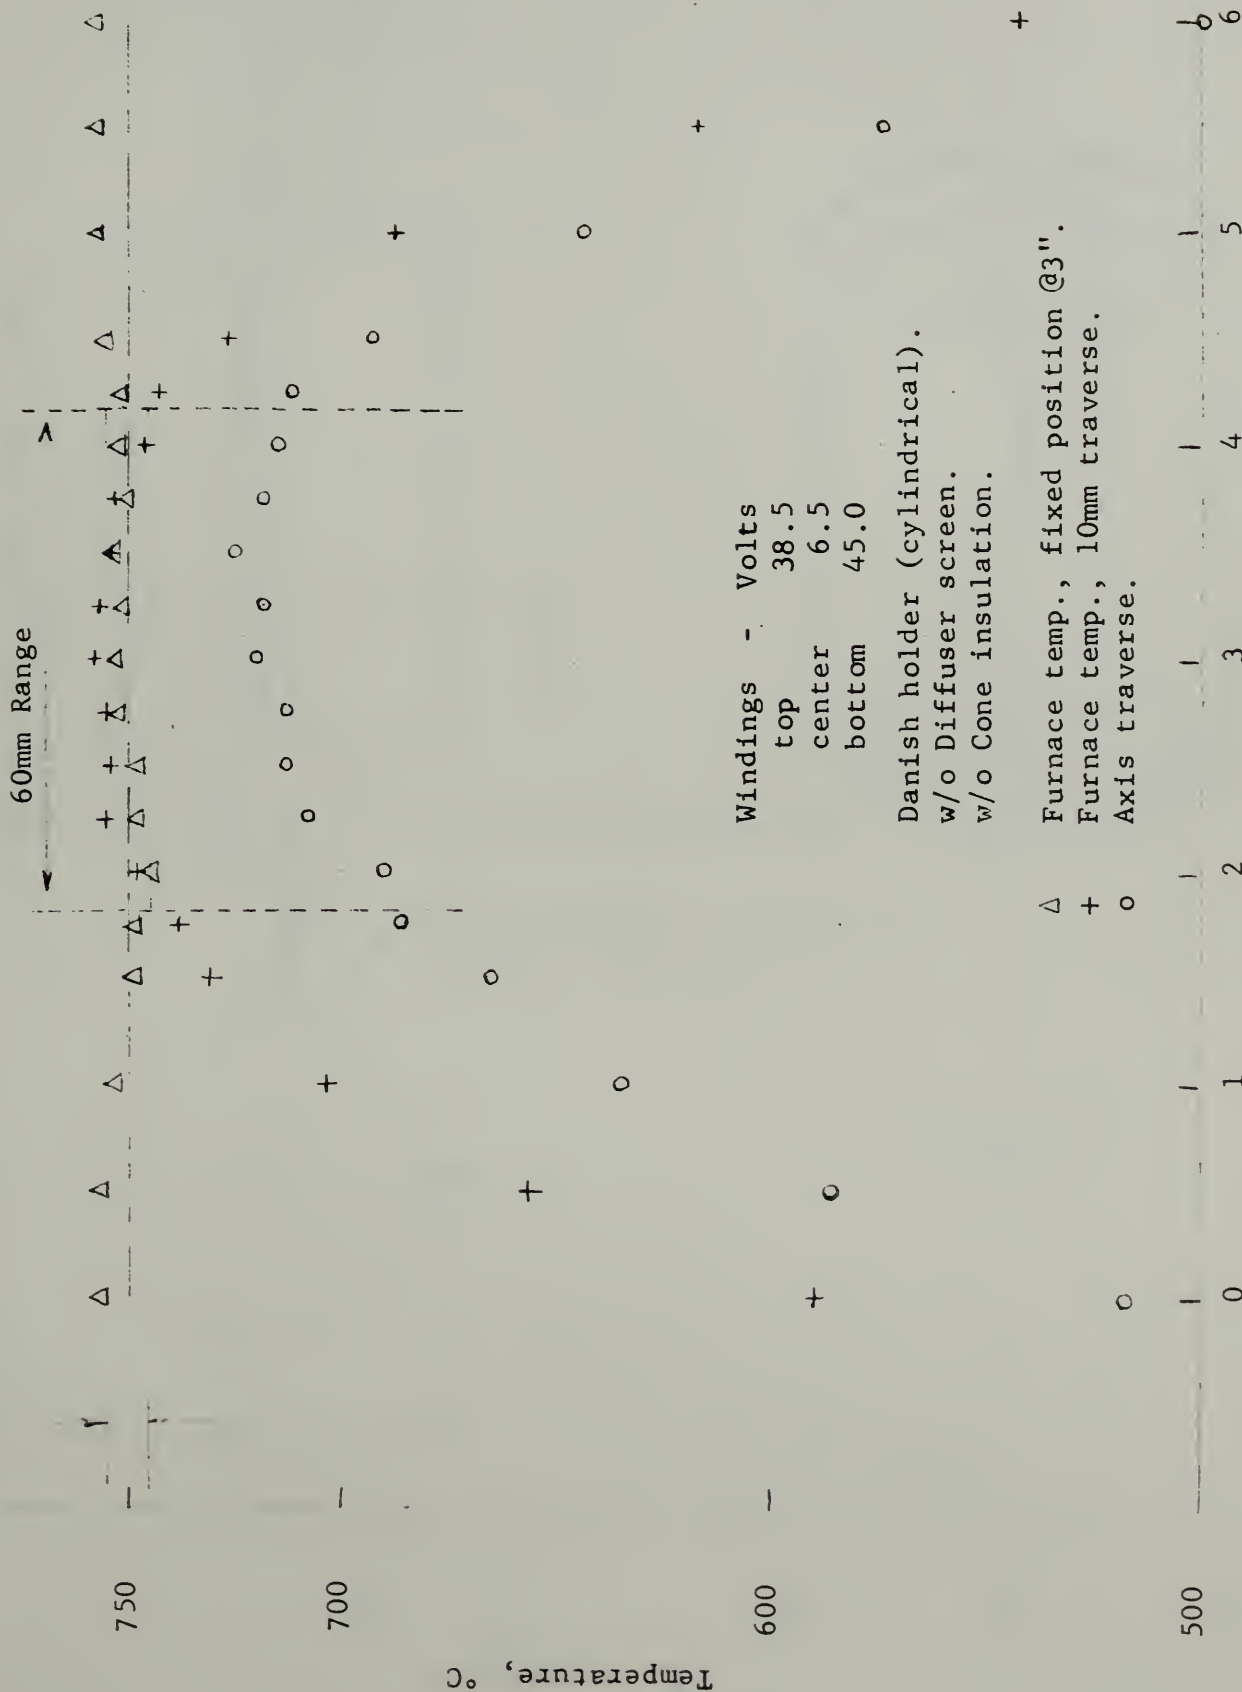 60mm Range
Temperature, °C
750
700
600
500
Windings - Volts
top 38.5
center 6.5
bottom 45.0
Danish holder (cylindrical).
w/o Diffuser screen.
w/o Cone insulation.
Δ Furnace temp., fixed position @3".
+ Furnace temp., 10mm traverse.
o Axis traverse.
0 1 2 3 4 5 6